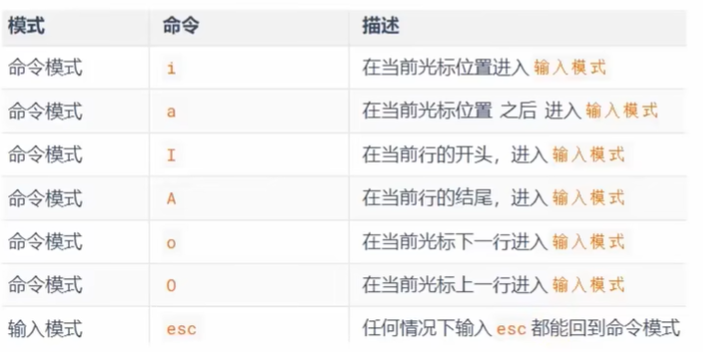 模式 命令 描述
命令模式 i 在当前光标位置进入 输入模式
命令模式 a 在当前光标位置 之后 进入 输入模式
命令模式 I 在当前行的开头，进入 输入模式
命令模式 A 在当前行的结尾，进入 输入模式
命令模式 o 在当前光标下一行进入 输入模式
命令模式 O 在当前光标上一行进入 输入模式
输入模式 esc 任何情况下输入 esc 都能回到命令模式